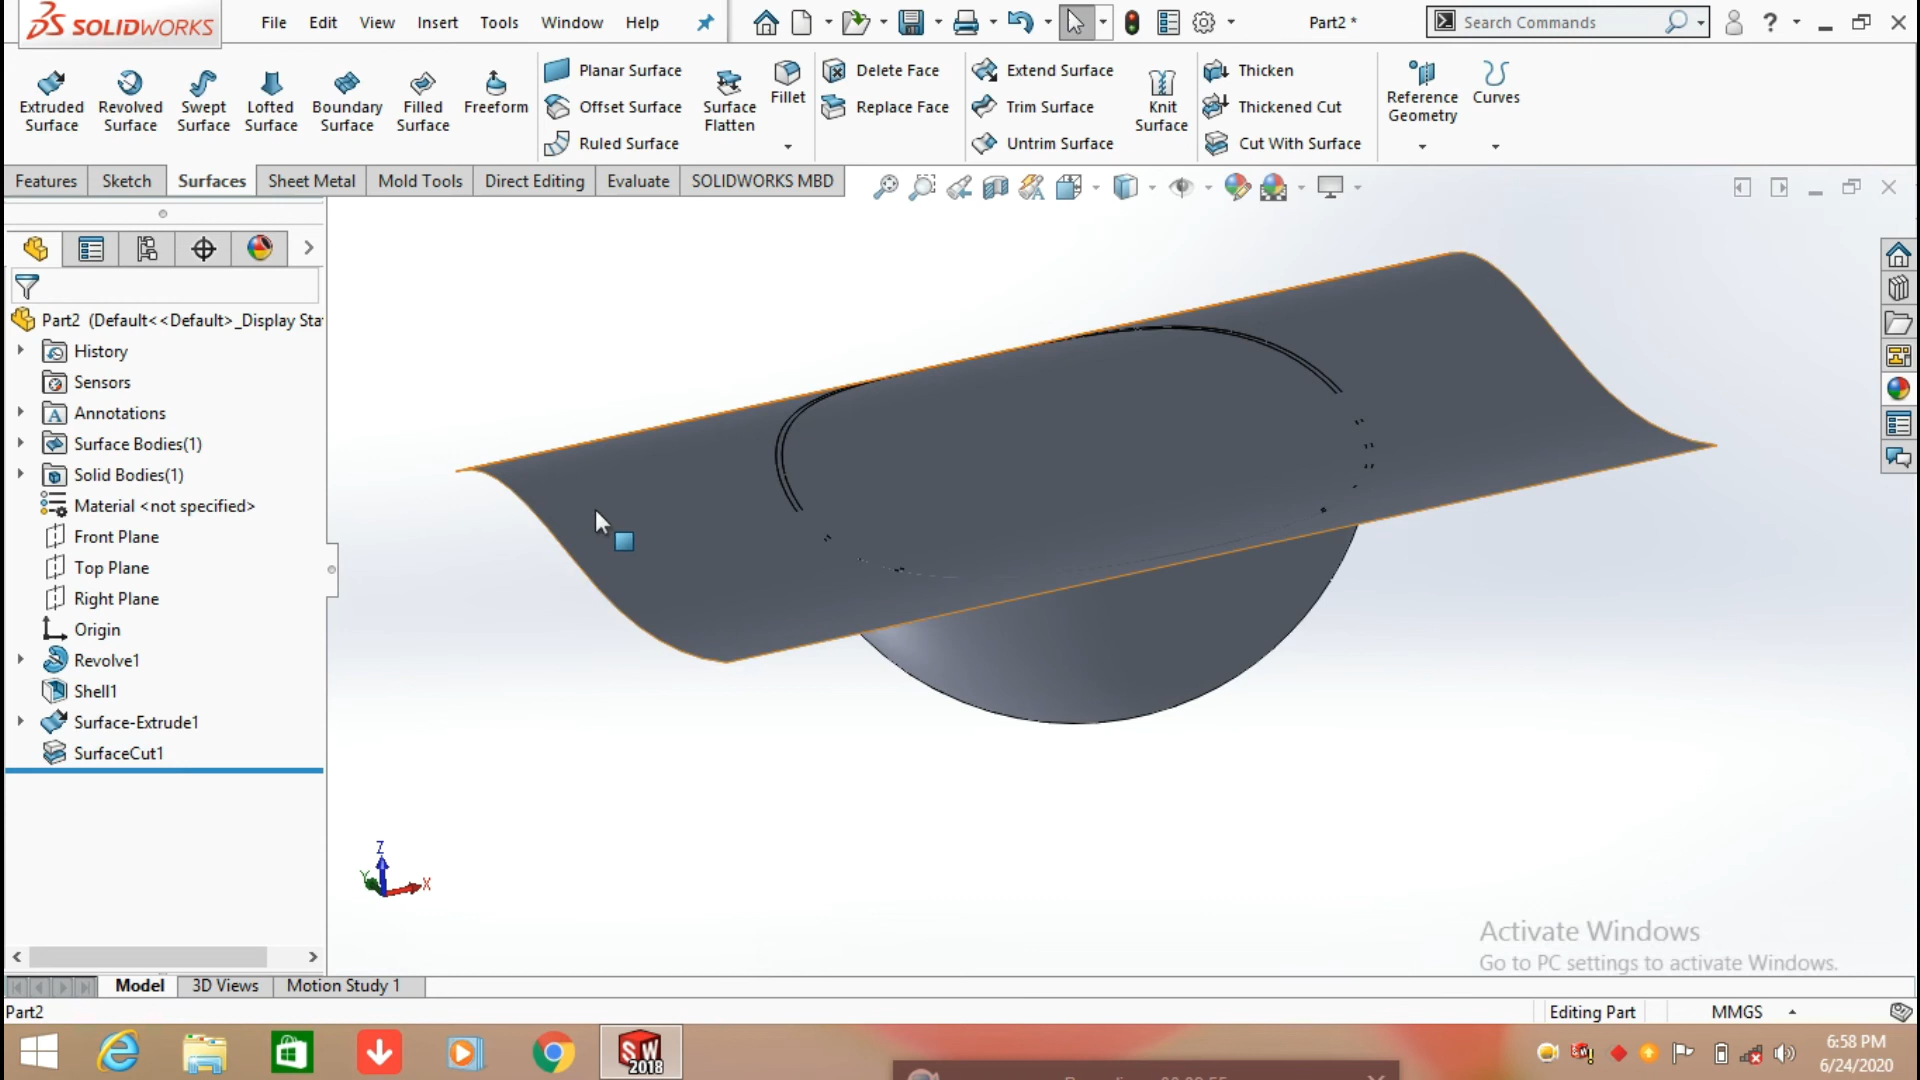 SOLIDWORKS
File Edit View Insert Tools Window Help
Part2 *
Search Commands
?
Extruded Surface
Revolved Surface
Swept Surface
Lofted Surface
Boundary Surface
Filled Surface
Freeform
Planar Surface
Offset Surface
Ruled Surface
Surface Flatten
Fillet
Delete Face
Replace Face
Extend Surface
Trim Surface
Untrim Surface
Knit Surface
Thicken
Thickened Cut
Cut With Surface
Reference Geometry
Curves
Features Sketch Surfaces Sheet Metal Mold Tools Direct Editing Evaluate SOLIDWORKS MBD
Part2 (Default<<Default>_Display Sta
History
Sensors
Annotations
Surface Bodies(1)
Solid Bodies(1)
Material <not specified>
Front Plane
Top Plane
Right Plane
Origin
Revolve1
Shell1
Surface-Extrude1
SurfaceCut1
Z
Y
X
Activate Windows
Go to PC settings to activate Windows.
Model 3D Views Motion Study 1
Part2
Editing Part
MMGS
SW
2018
6:58 PM
6/24/2020